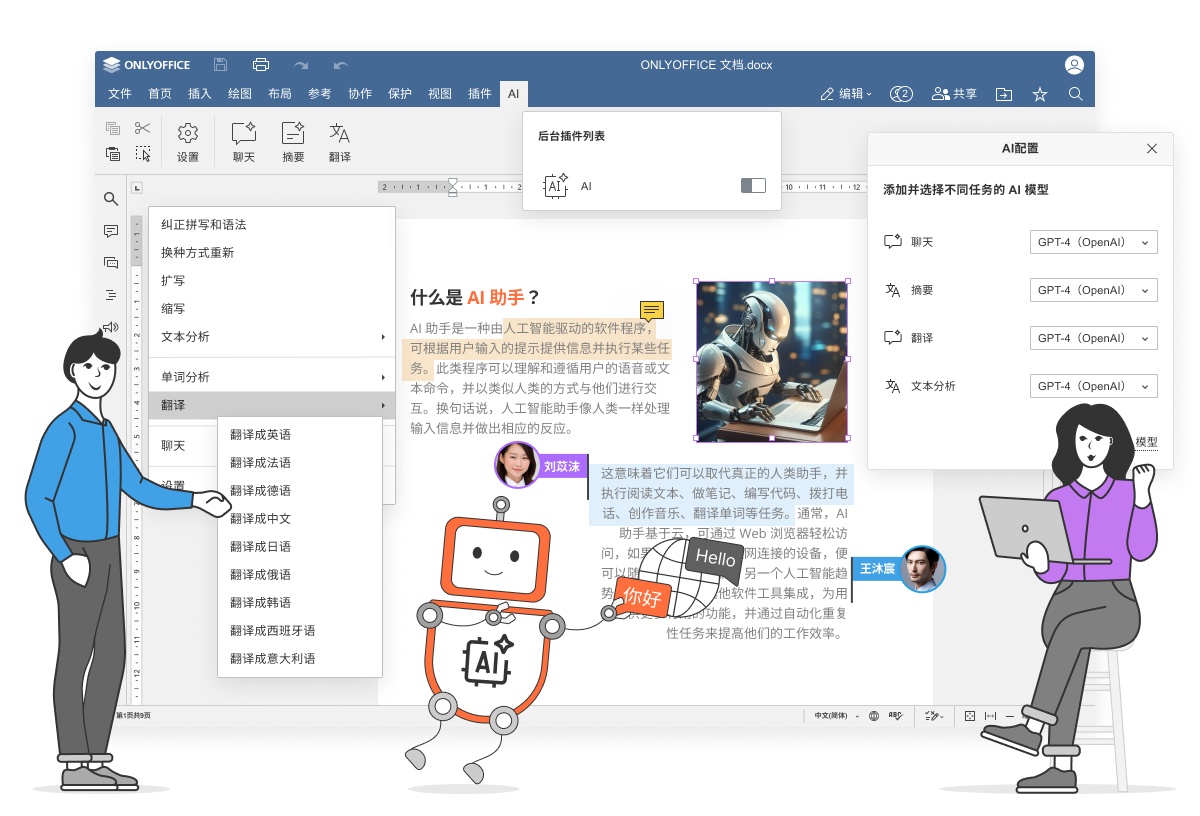 ONLYOFFICE
ONLYOFFICE 文档.docx
文件 首页 插入 绘图 布局 参考 协作 保护 视图 插件 AI
编辑 2 共享
设置 聊天 摘要 翻译
后台插件列表
AI AI
AI配置
添加并选择不同任务的 AI 模型
聊天 GPT-4（OpenAI）
摘要 GPT-4（OpenAI）
翻译 GPT-4（OpenAI）
文本分析 GPT-4（OpenAI）
模型
2 1 1 2 10 11 12
纠正拼写和语法
换种方式重新
扩写
缩写
文本分析
单词分析
翻译
聊天
设置
翻译成英语
翻译成法语
翻译成德语
翻译成中文
翻译成日语
翻译成俄语
翻译成韩语
翻译成西班牙语
翻译成意大利语
什么是 AI 助手？
AI 助手是一种由人工智能驱动的软件程序，
可根据用户输入的提示提供信息并执行某些任
务。此类程序可以理解和遵循用户的语音或文
本命令，并以类似人类的方式与他们进行交
互。换句话说，人工智能助手像人类一样处理
输入信息并做出相应的反应。
刘苡沫
这意味着它们可以取代真正的人类助手，并
执行阅读文本、做笔记、编写代码、拨打电
话、创作音乐、翻译单词等任务。通常，AI
助手基于云，可通过 Web 浏览器轻松访
问，如果 网连接的设备，便
可以随 另一个人工智能趋
势 他软件工具集成，为用
的功能，并通过自动化重复
性任务来提高他们的工作效率。
Hello
你好
王沐宸
AI
第1页共9页
中文(简体)
ABC